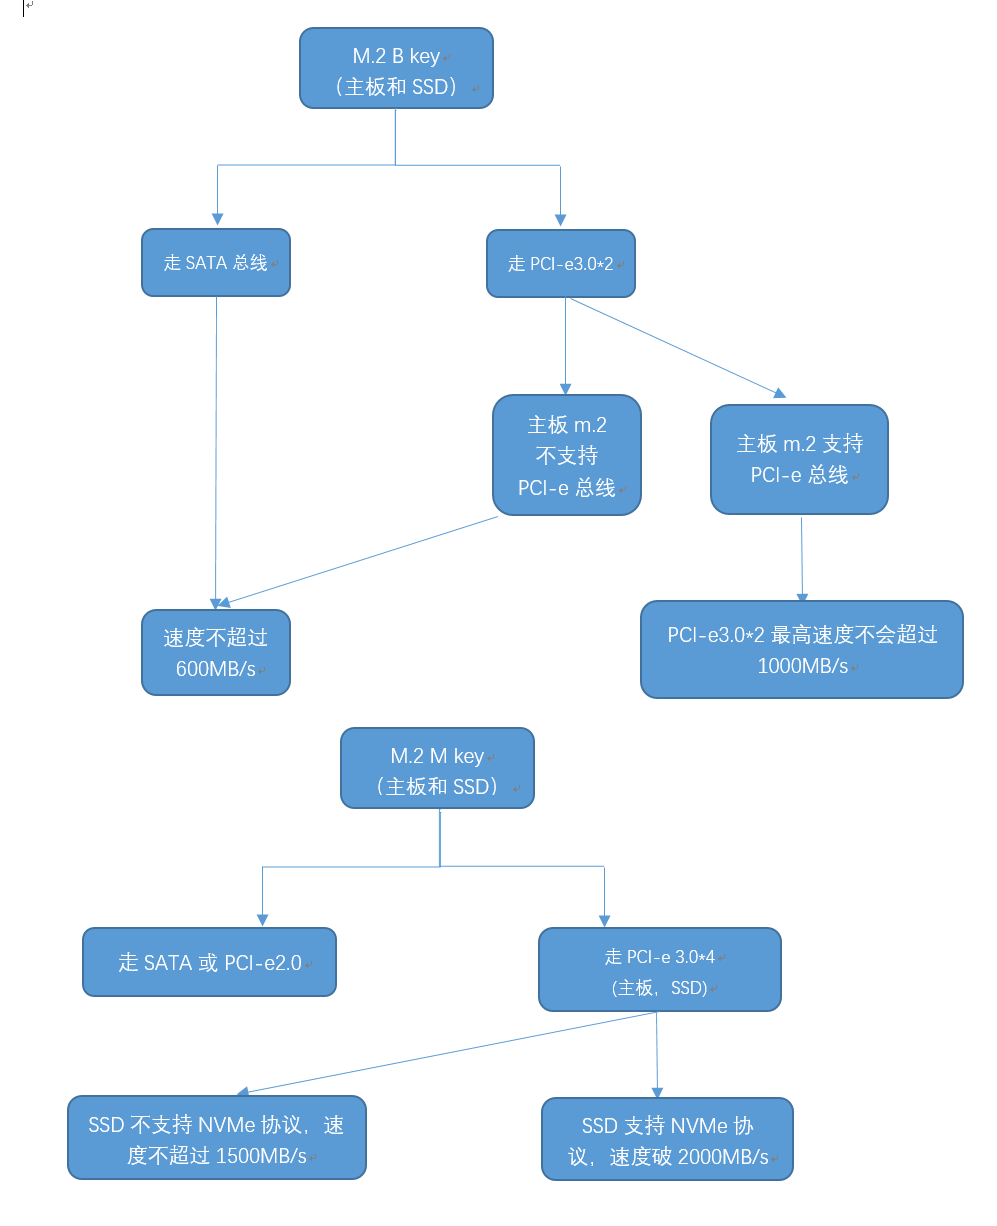 M.2 B key
（主板和 SSD）
走 SATA 总线
走 PCI-e3.0*2
主板 m.2
不支持
PCI-e 总线
主板 m.2 支持
PCI-e 总线
速度不超过
600MB/s
PCI-e3.0*2 最高速度不会超过
1000MB/s
M.2 M key
（主板和 SSD）
走 SATA 或 PCI-e2.0
走 PCI-e 3.0*4
(主板，SSD)
SSD 不支持 NVMe 协议，速
度不超过 1500MB/s
SSD 支持 NVMe 协
议，速度破 2000MB/s